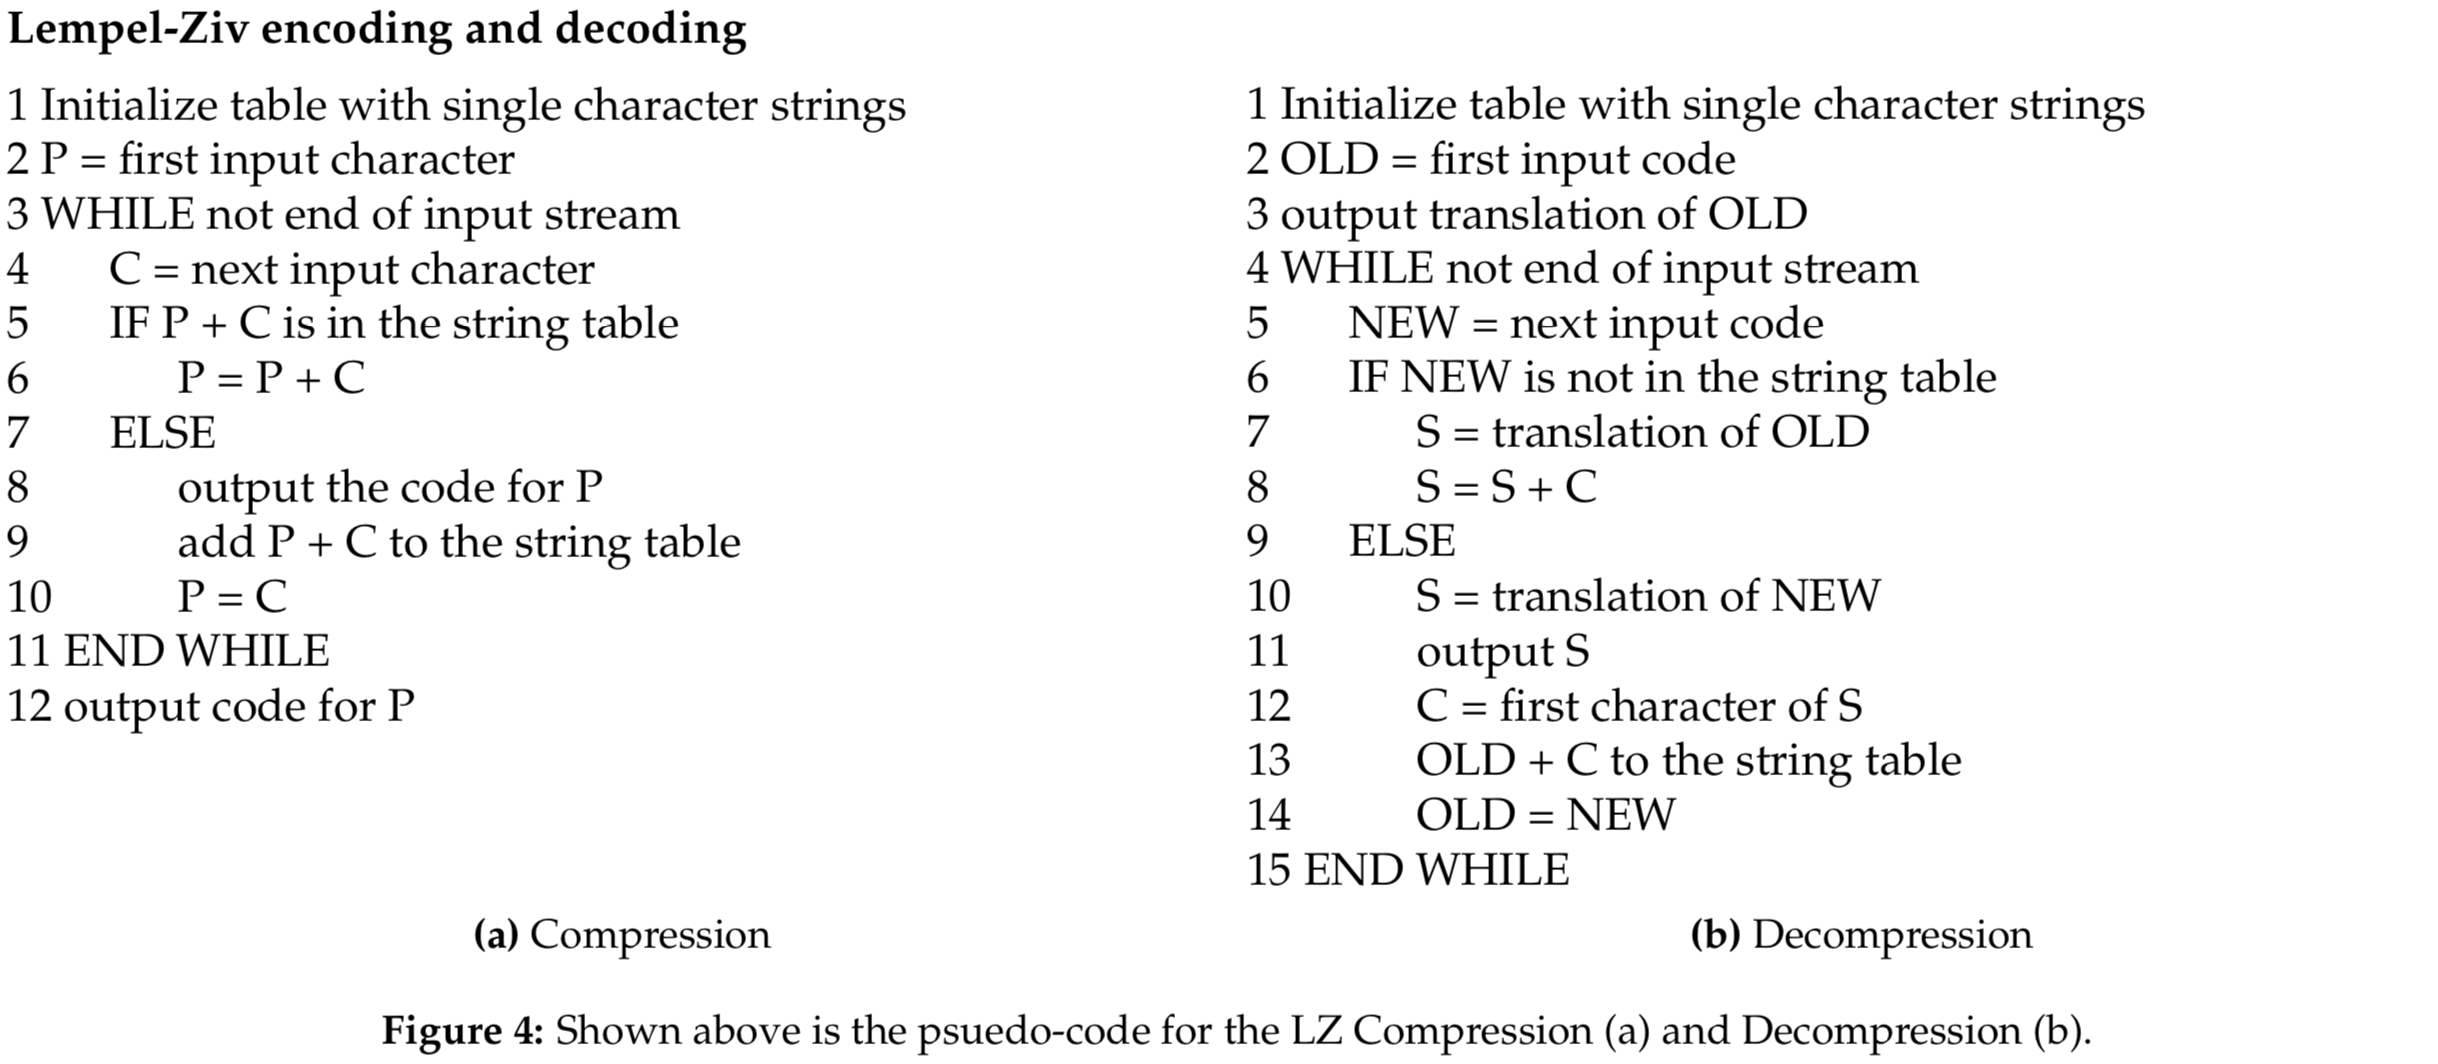 Lempel-Ziv encoding and decoding
1 Initialize table with single character strings
2 P = first input character
3 WHILE not end of input stream
4 C = next input character
5 IF P + C is in the string table
6 P = P + C
7 ELSE
8 output the code for P
9 add P + C to the string table
10 P = C
11 END WHILE
12 output code for P
(a) Compression
1 Initialize table with single character strings
2 OLD = first input code
3 output translation of OLD
4 WHILE not end of input stream
5 NEW = next input code
6 IF NEW is not in the string table
7 S = translation of OLD
8 S = S + C
9 ELSE
10 S = translation of NEW
11 output S
12 C = first character of S
13 OLD + C to the string table
14 OLD = NEW
15 END WHILE
(b) Decompression
Figure 4: Shown above is the psuedo-code for the LZ Compression (a) and Decompression (b).